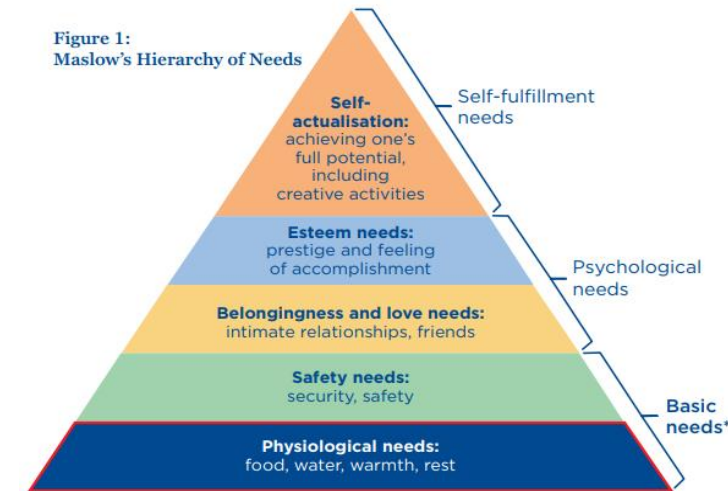 Figure 1:
Maslow's Hierarchy of Needs
Self-
actualisation:
achieving one's
full potential,
including
creative activities
Self-fulfillment
needs
Esteem needs:
prestige and feeling
of accomplishment
Psychological
needs
Belongingness and love needs:
intimate relationships, friends
Safety needs:
security, safety
Basic
needs*
Physiological needs:
food, water, warmth, rest